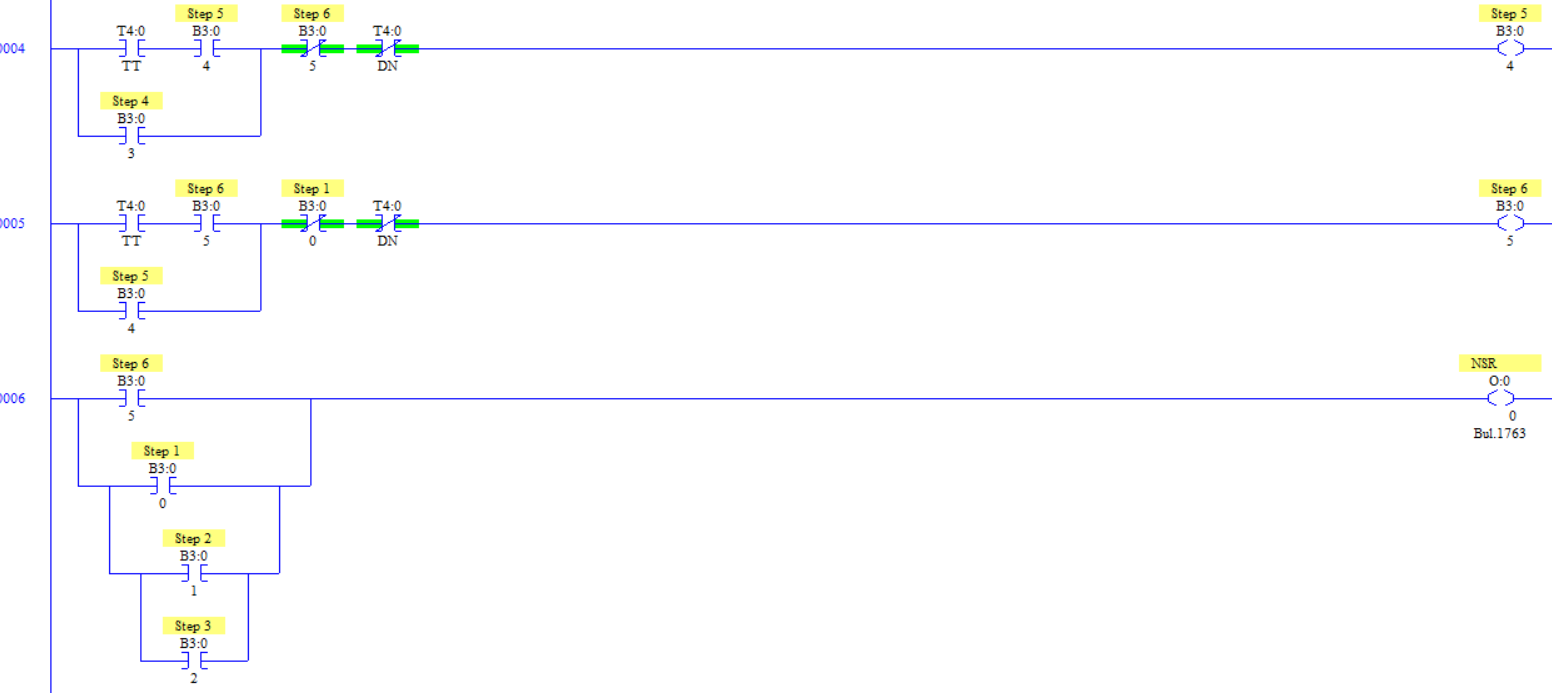 Step 5 Step 6 Step 5
T4:0 B3:0 B3:0 T4:0 B3:0
0004
TT 4 5 DN 4
Step 4
B3:0
3
Step 6 Step 1 Step 6
T4:0 B3:0 B3:0 T4:0 B3:0
0005
TT 5 0 DN 5
Step 5
B3:0
4
Step 6 NSR
B3:0 O:0
0006
5 0
Bul.1763
Step 1
B3:0
0
Step 2
B3:0
1
Step 3
B3:0
2